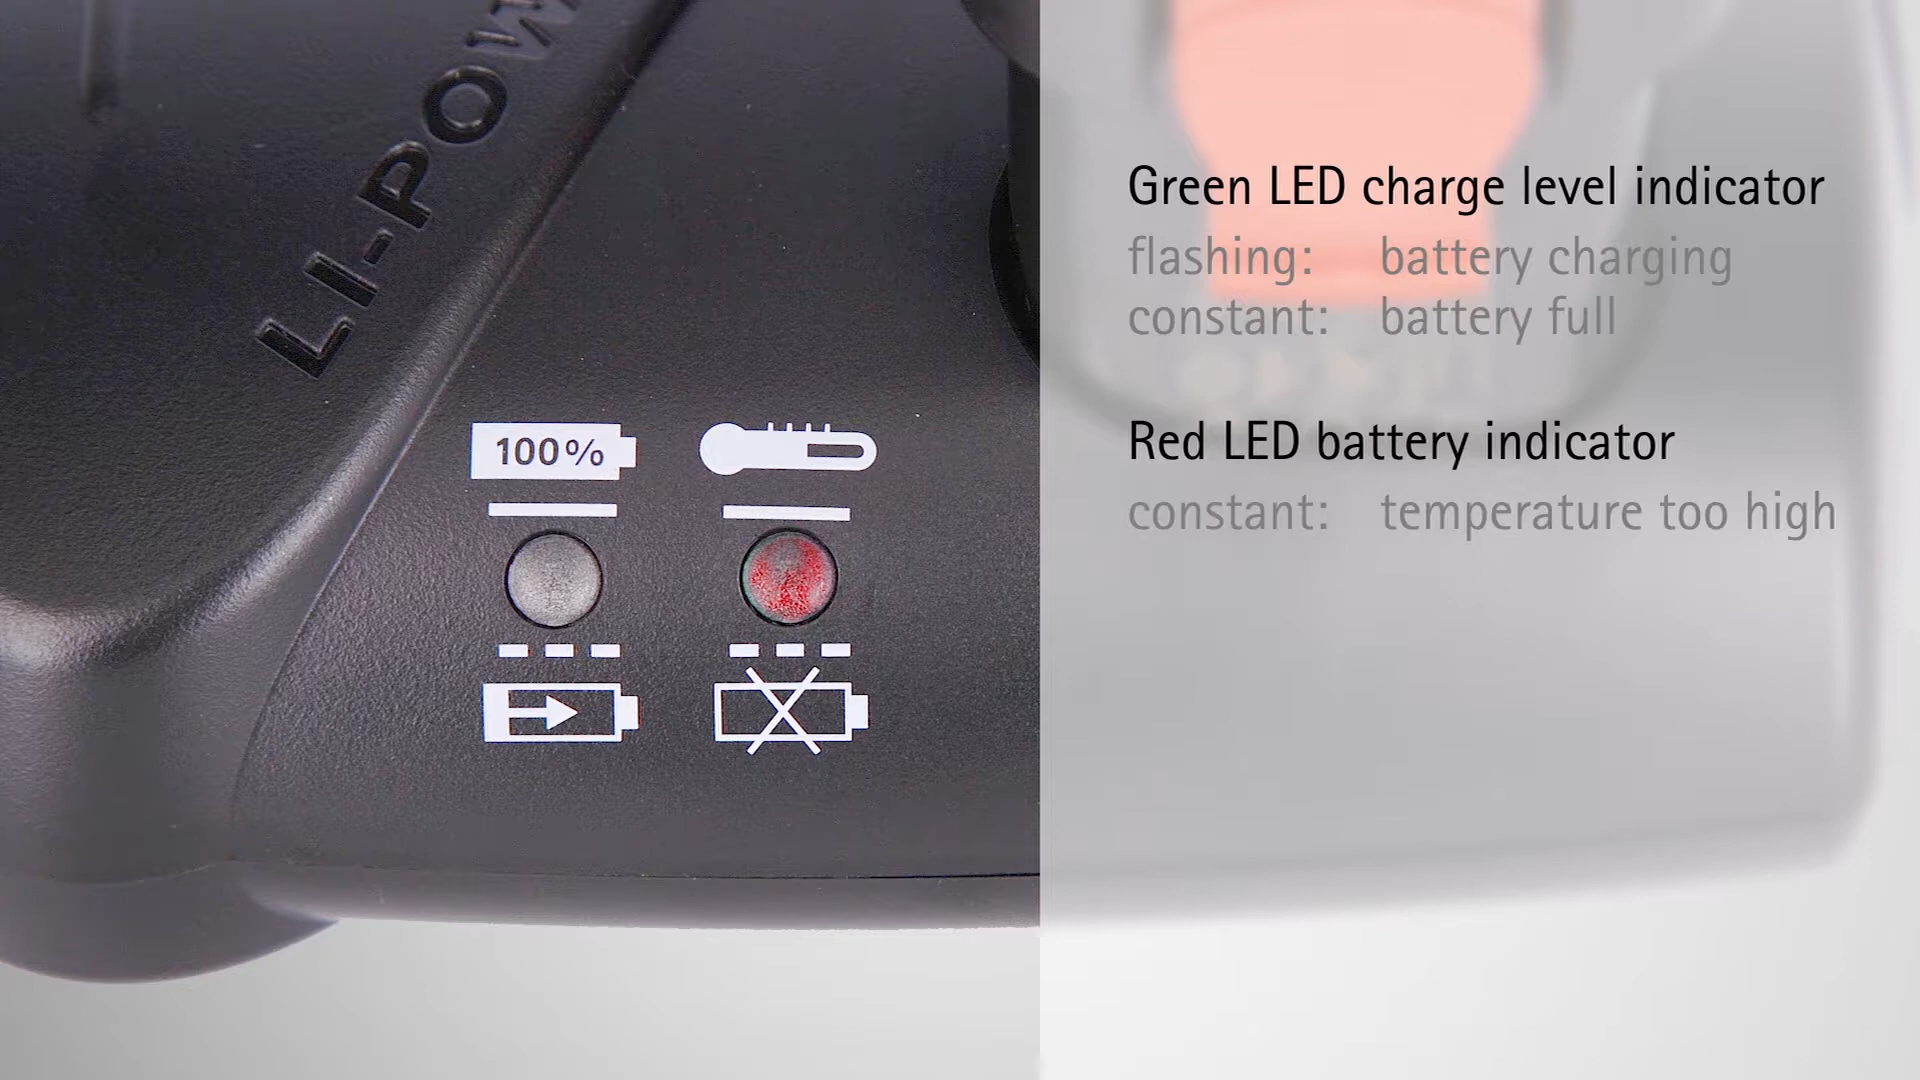 LI-POW
100%
Green LED charge level indicator
flashing: battery charging
constant: battery full
Red LED battery indicator
constant: temperature too high